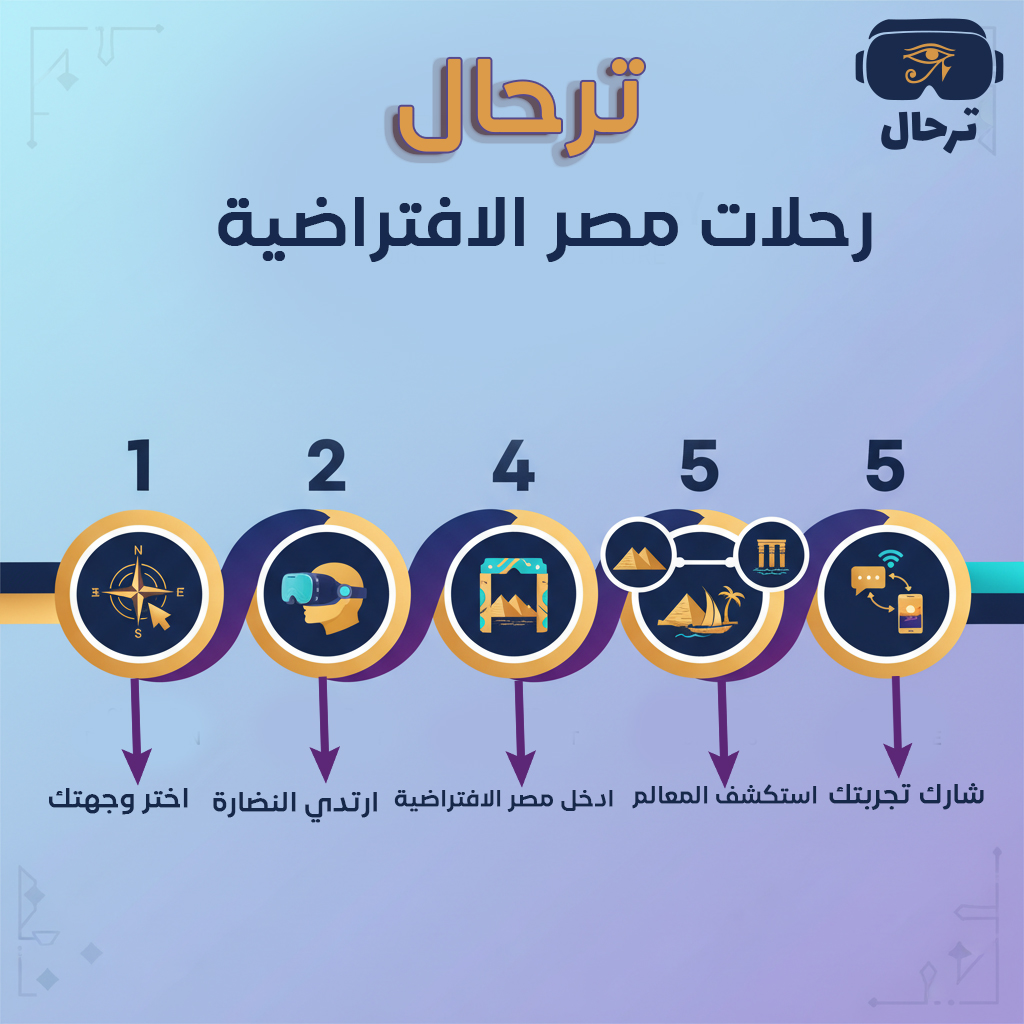 ترحال
ترحال
رحلات مصر الافتراضية
1 2 4 5 5
N
E E
S
اختر وجهتك
ارتدي النضارة
ادخل مصر الافتراضية
استكشف المعالم
شارك تجربتك